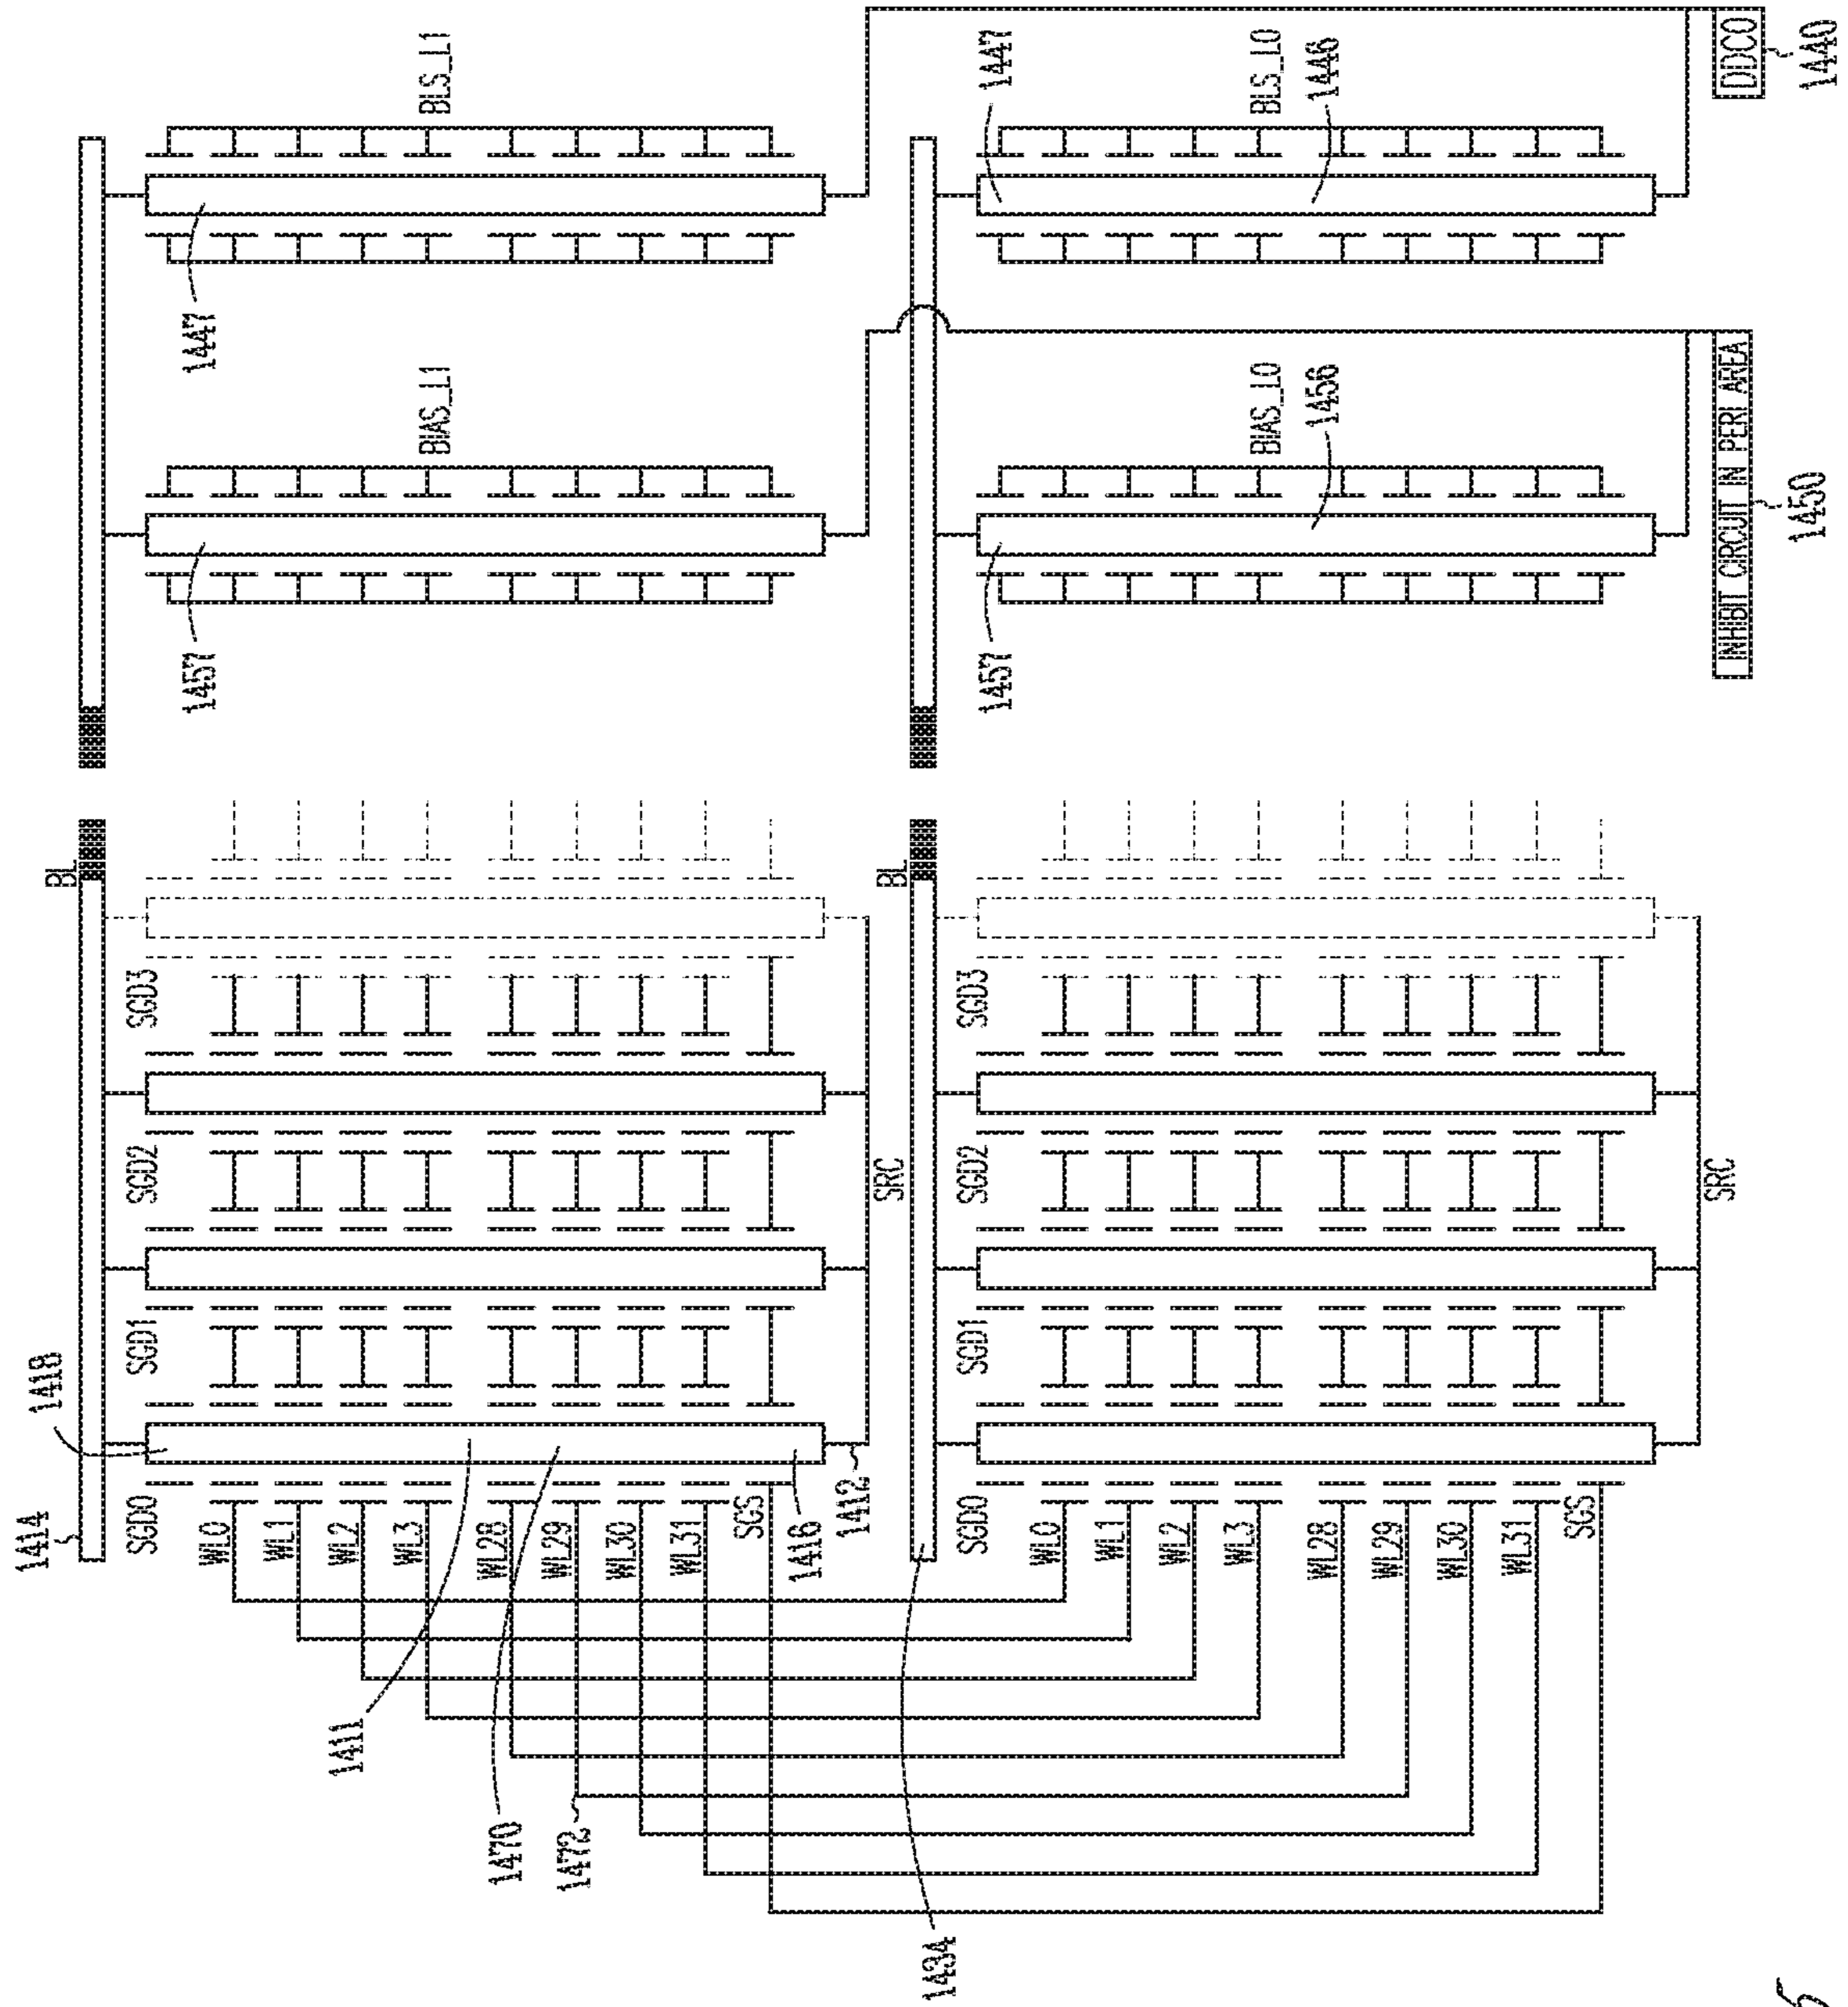 1414
1418
BL
SGD0
SGD1
SGD2
SGD3
WL0
WL1
WL2
WL3
WL28
WL29
WL30
WL31
SGS
1411
1470
1472
1416
1412
SRC
1457
BIAS_L1
1447
BLS_L1
1434
BL
SGD0
SGD1
SGD2
SGD3
WL0
WL1
WL2
WL3
WL28
WL29
WL30
WL31
SGS
SRC
1457
BIAS_L0
1456
1447
BLS_L0
1446
INHIBIT CIRCUIT IN PERI AREA
1450
DDC0
1440
5